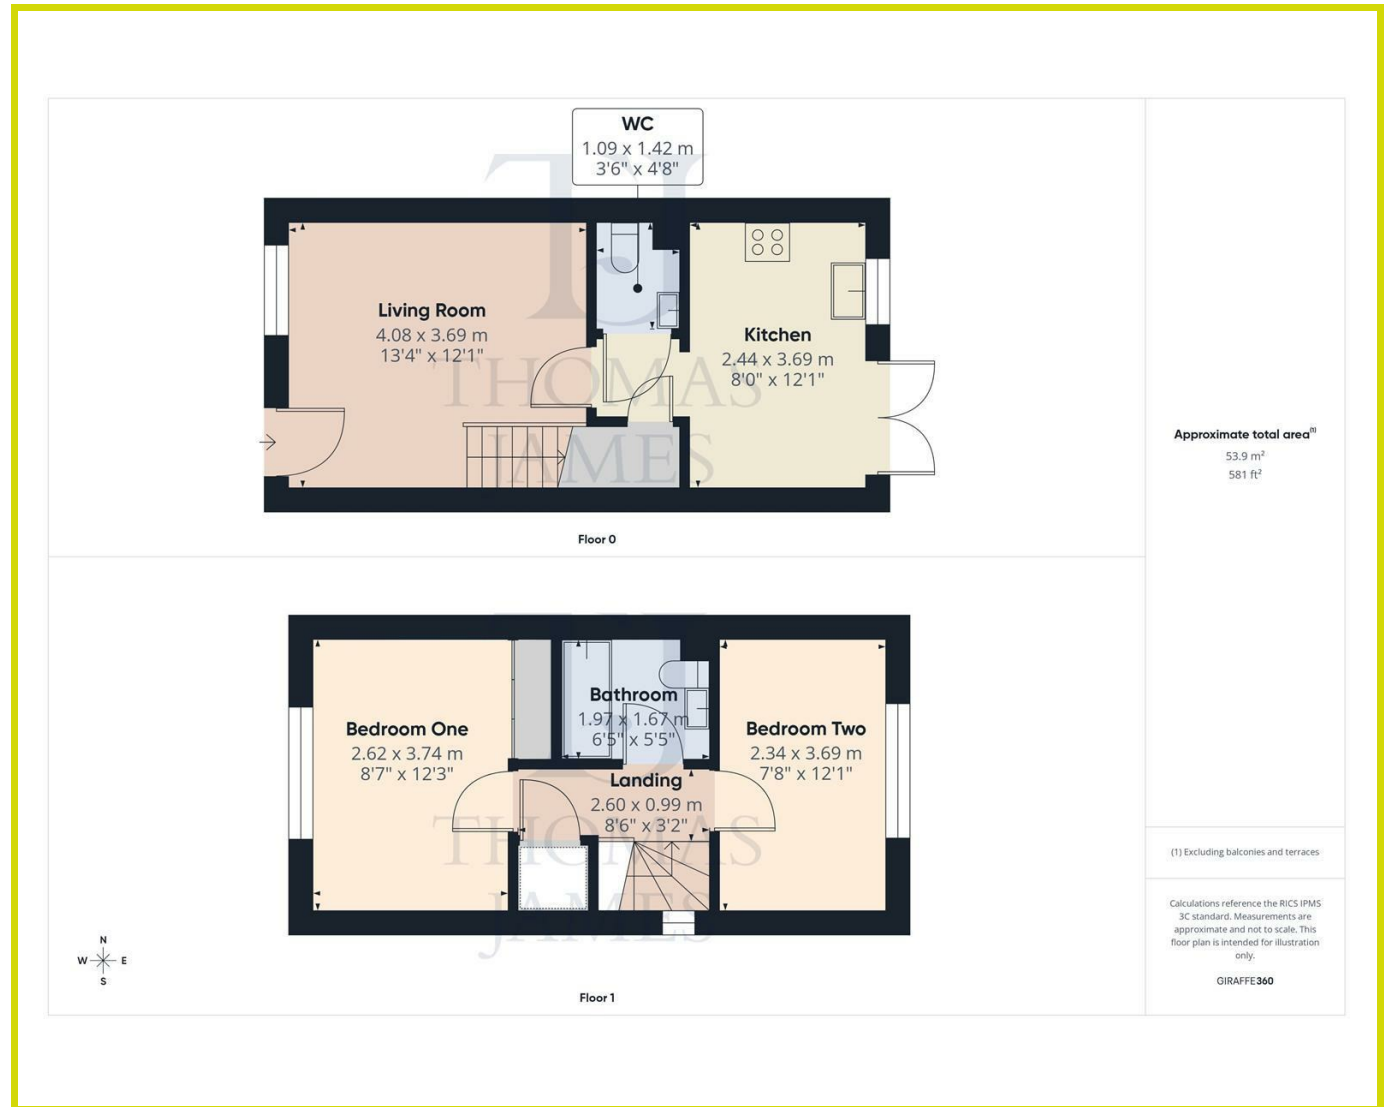 WC
1.09 x 1.42 m
3'6" x 4'8"
Living Room
4.08 x 3.69 m
13'4" x 12'1"
Kitchen
2.44 x 3.69 m
8'0" x 12'1"
TJ
THOMAS
JAMES
Floor 0
Bedroom One
2.62 x 3.74 m
8'7" x 12'3"
Bathroom
1.97 x 1.67 m
6'5" x 5'5"
Landing
2.60 x 0.99 m
8'6" x 3'2"
Bedroom Two
2.34 x 3.69 m
7'8" x 12'1"
TJ
THOMAS
JAMES
N
W E
S
Floor 1
Approximate total area(1)
53.9 m²
581 ft²
(1) Excluding balconies and terraces
Calculations reference the RICS IPMS
3C standard. Measurements are
approximate and not to scale. This
floor plan is intended for illustration
only.
GIRAFFE360